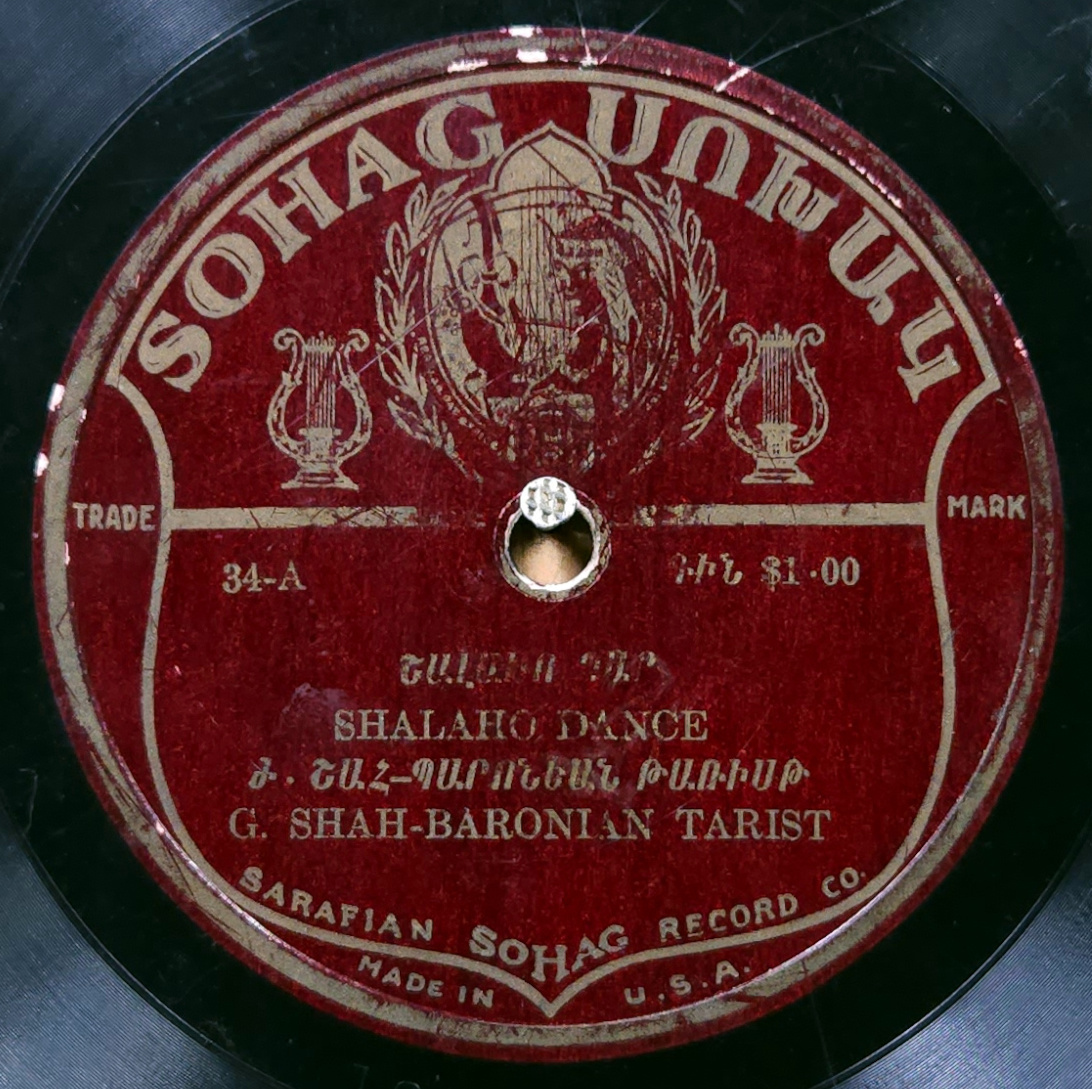 SOHAG ՍՈԽԱԿ
TRADE MARK
34-A ԳԻՆ $1.00
ՇԱԼԱԽՈ ՊԱՐ
SHALAHO DANCE
Ճ. ՇԱՀ-ՊԱՐՈՆԵԱՆ ԹԱՌԻՍԹ
G. SHAH-BARONIAN TARIST
SARAFIAN SOHAG RECORD CO.
MADE IN U.S.A.